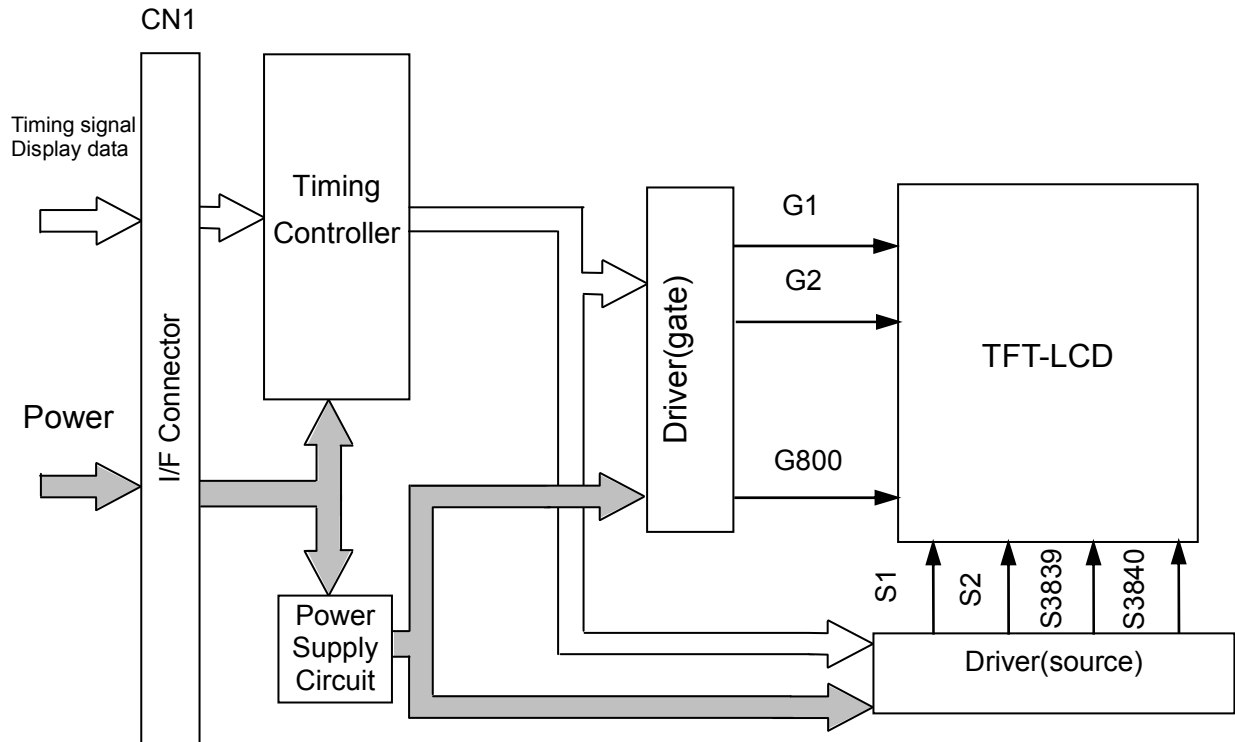 CN1
Timing signal
Display data
Power
I/F Connector
Timing
Controller
Power
Supply
Circuit
Driver(gate)
G1
G2
G800
TFT-LCD
S1
S2
S3839
S3840
Driver(source)